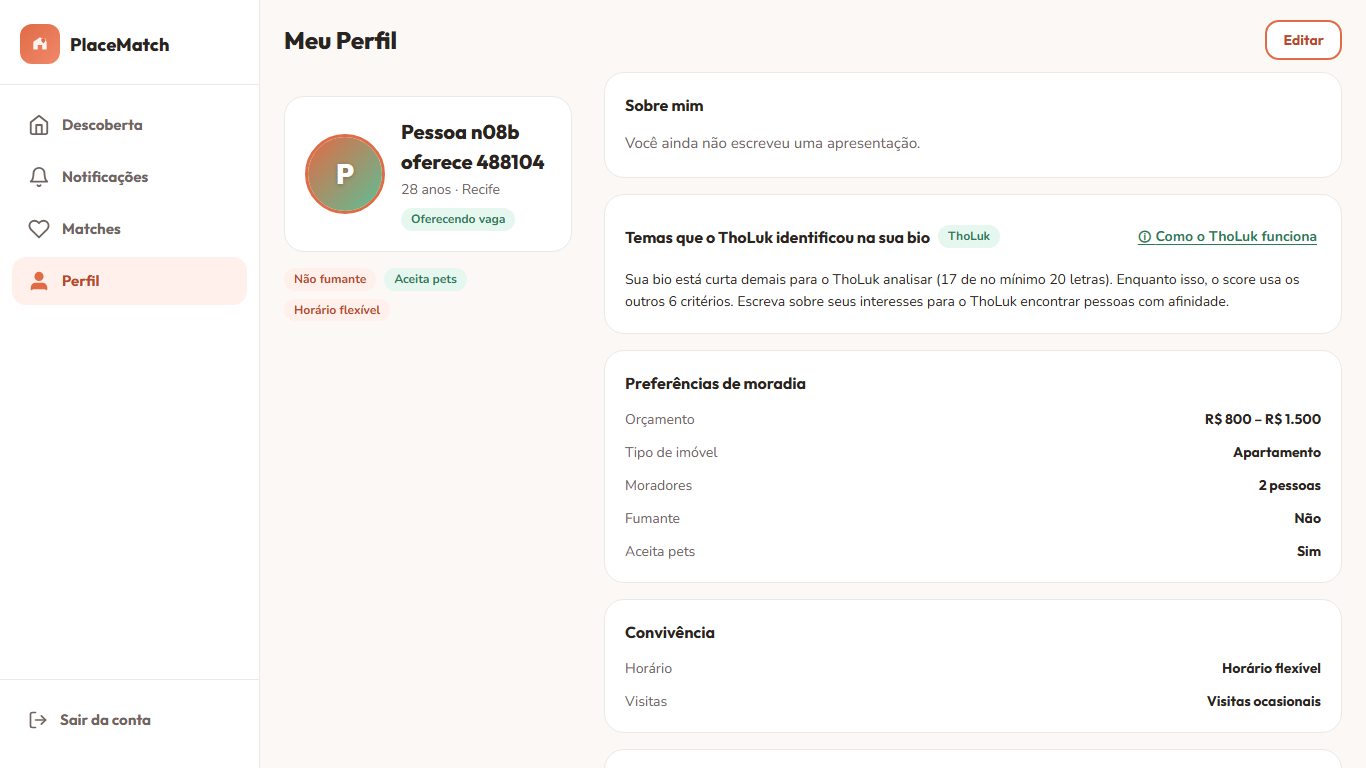 PlaceMatch
Descoberta
Notificações
Matches
Perfil
Sair da conta
Meu Perfil
Editar
P
Pessoa n08b
oferece 488104
28 anos · Recife
Oferecendo vaga
Não fumante
Aceita pets
Horário flexível
Sobre mim
Você ainda não escreveu uma apresentação.
Temas que o ThoLuk identificou na sua bio
ThoLuk
Como o ThoLuk funciona
Sua bio está curta demais para o ThoLuk analisar (17 de no mínimo 20 letras). Enquanto isso, o score usa os
outros 6 critérios. Escreva sobre seus interesses para o ThoLuk encontrar pessoas com afinidade.
Preferências de moradia
Orçamento R$ 800 – R$ 1.500
Tipo de imóvel Apartamento
Moradores 2 pessoas
Fumante Não
Aceita pets Sim
Convivência
Horário Horário flexível
Visitas Visitas ocasionais